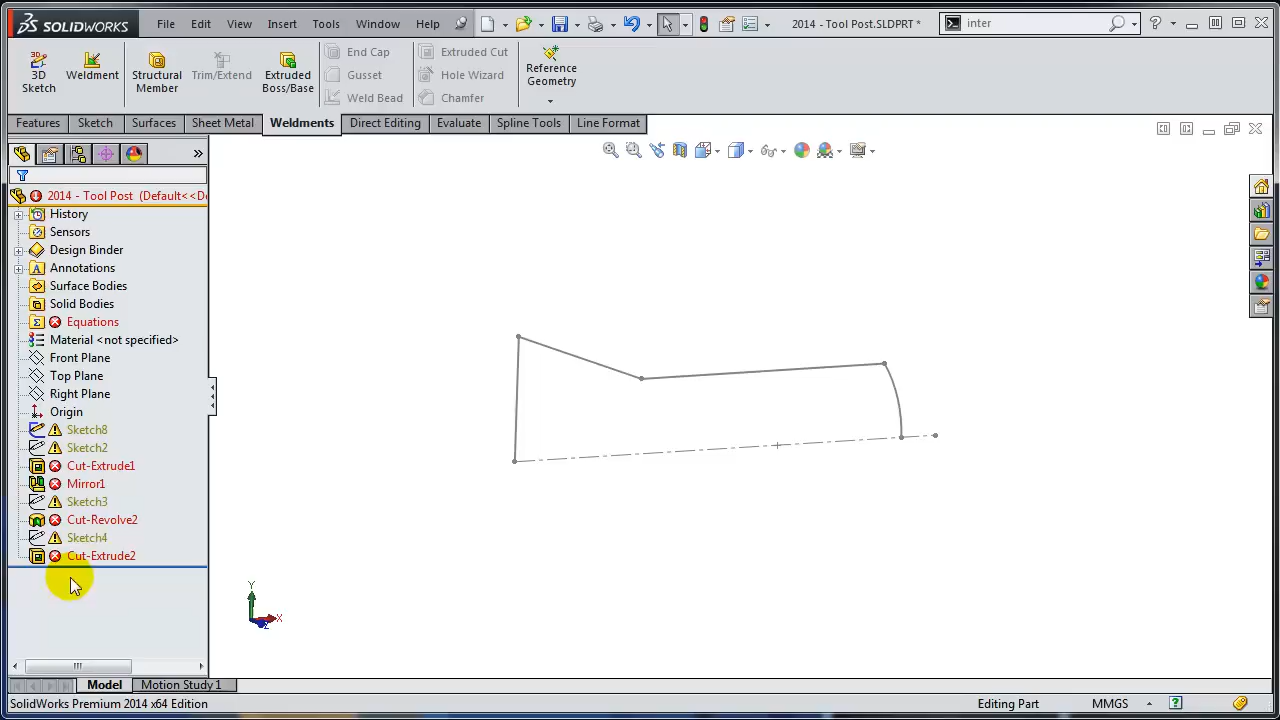 SOLIDWORKS File Edit View Insert Tools Window Help 2014 - Tool Post.SLDPRT * inter
3D Sketch
Weldment
Structural Member
Trim/Extend
Extruded Boss/Base
End Cap
Gusset
Weld Bead
Extruded Cut
Hole Wizard
Chamfer
Reference Geometry
Features Sketch Surfaces Sheet Metal Weldments Direct Editing Evaluate Spline Tools Line Format
2014 - Tool Post (Default<<De
History
Sensors
Design Binder
Annotations
Surface Bodies
Solid Bodies
Equations
Material <not specified>
Front Plane
Top Plane
Right Plane
Origin
Sketch8
Sketch2
Cut-Extrude1
Mirror1
Sketch3
Cut-Revolve2
Sketch4
Cut-Extrude2
Y
X
Z
Model Motion Study 1
SolidWorks Premium 2014 x64 Edition Editing Part MMGS